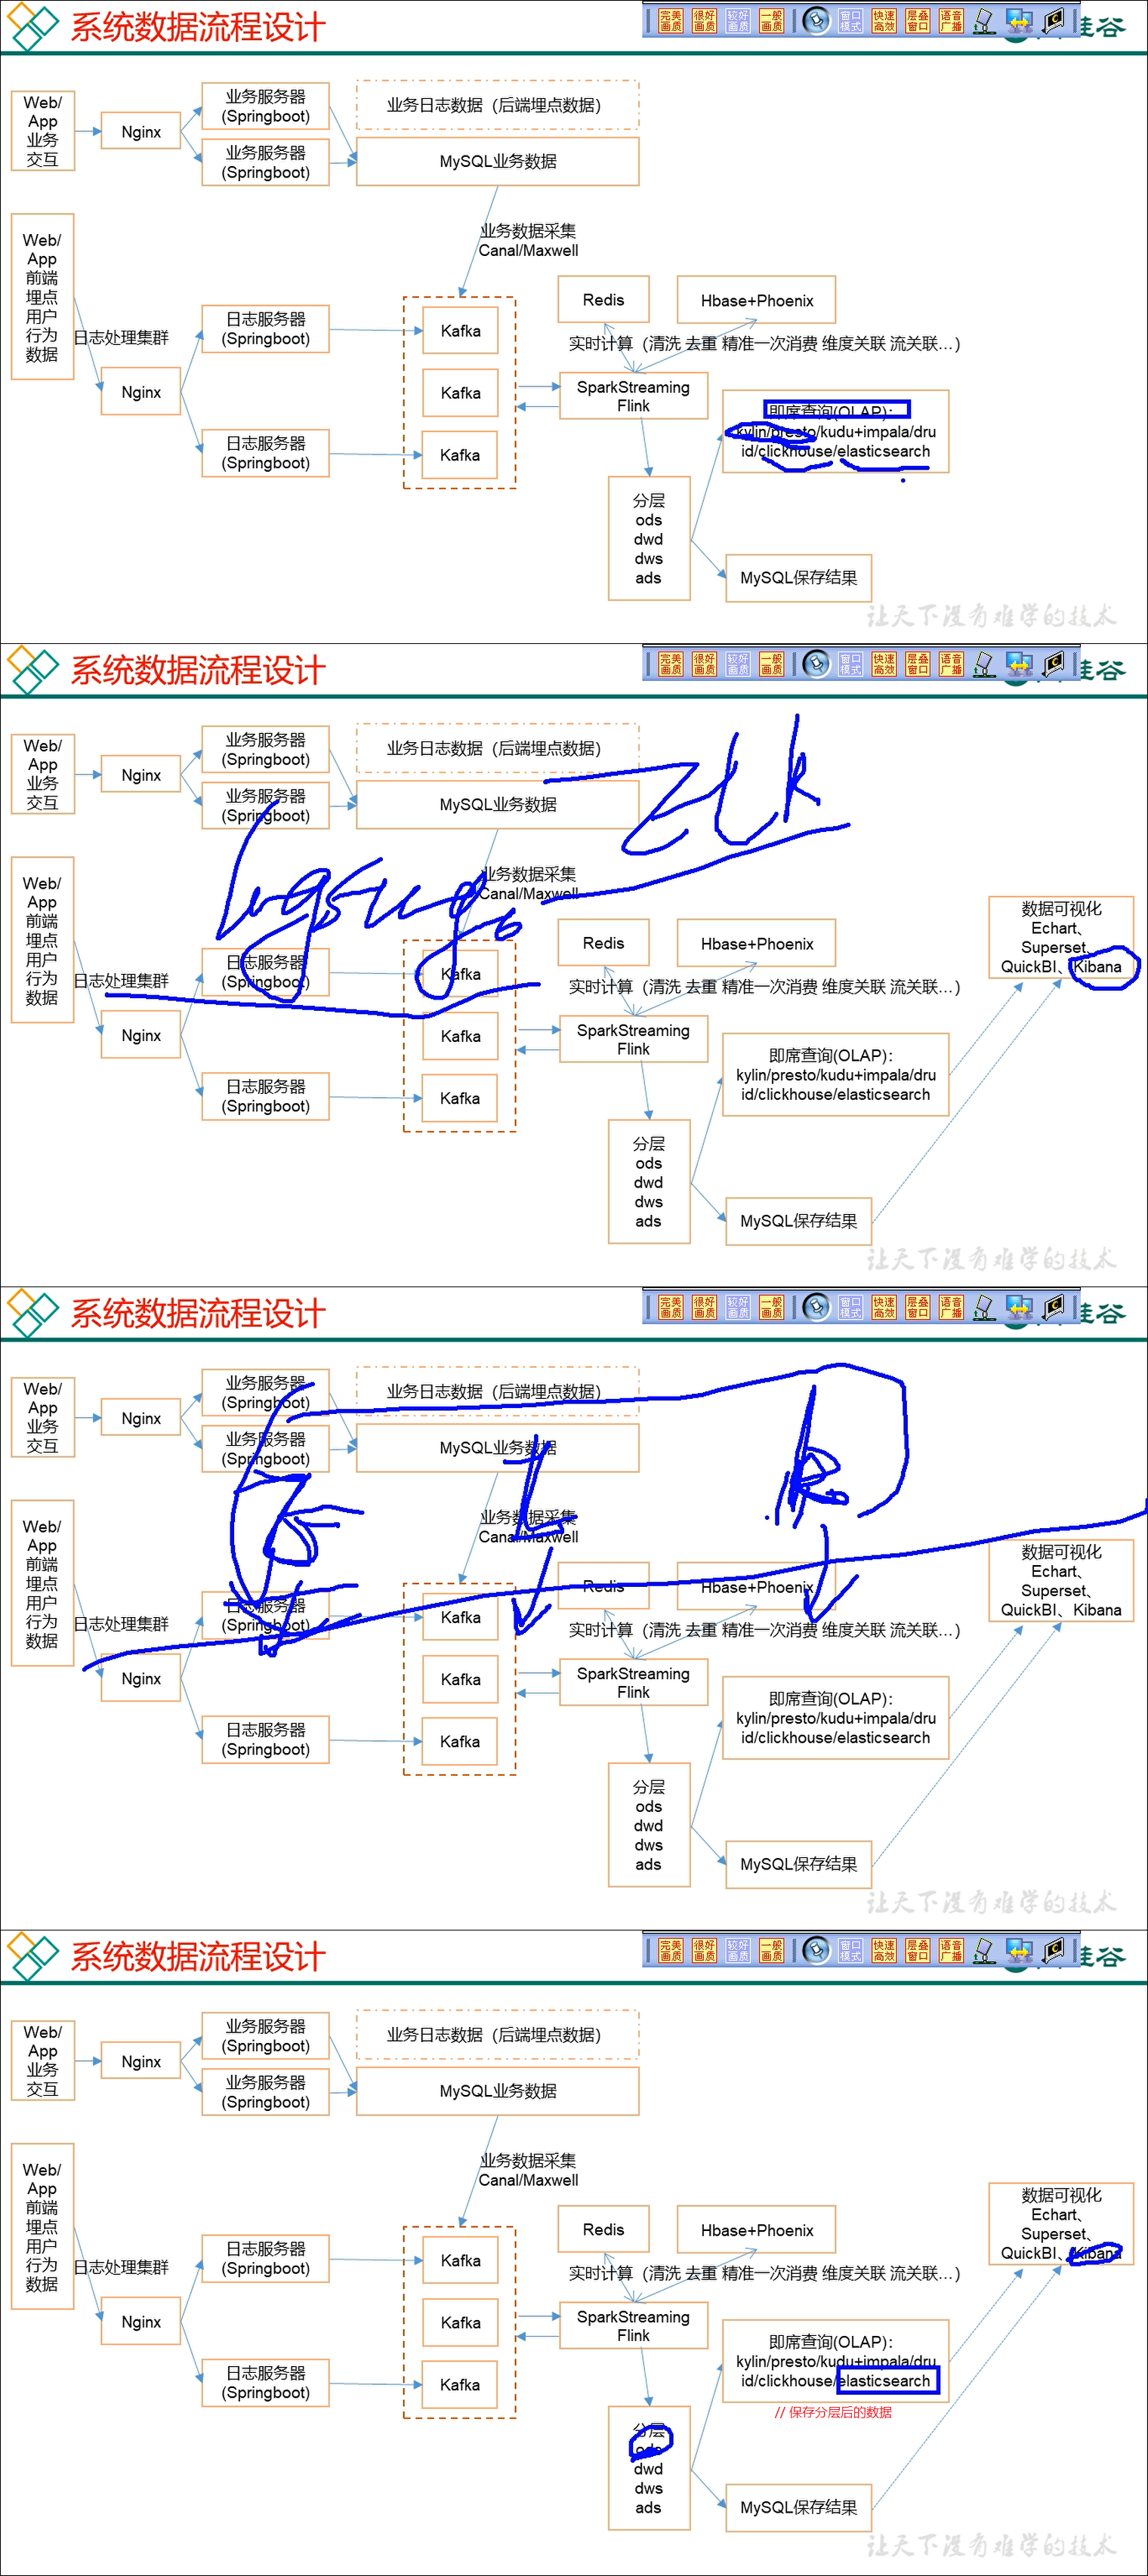 系统数据流程设计
完美画质 很好画质 较好画质 一般画质 窗口模式 快速高效 层叠窗口 语音广播
硅谷
Web/
App
业务
交互
Nginx
业务服务器
(Springboot)
业务服务器
(Springboot)
业务日志数据（后端埋点数据）
MySQL业务数据
业务数据采集
Canal/Maxwell
Web/
App
前端
埋点
用户
行为
数据
日志处理集群
Nginx
日志服务器
(Springboot)
日志服务器
(Springboot)
Kafka
Kafka
Kafka
Redis
Hbase+Phoenix
实时计算（清洗 去重 精准一次消费 维度关联 流关联...）
SparkStreaming
Flink
即席查询(OLAP)：
kylin/presto/kudu+impala/dru
id/clickhouse/elasticsearch
分层
ods
dwd
dws
ads
MySQL保存结果
让天下没有难学的技术
系统数据流程设计
完美画质 很好画质 较好画质 一般画质 窗口模式 快速高效 层叠窗口 语音广播
硅谷
Web/
App
业务
交互
Nginx
业务服务器
(Springboot)
业务服务器
(Springboot)
业务日志数据（后端埋点数据）
MySQL业务数据
业务数据采集
Canal/Maxwell
Web/
App
前端
埋点
用户
行为
数据
日志处理集群
Nginx
日志服务器
(Springboot)
日志服务器
(Springboot)
Kafka
Kafka
Kafka
Redis
Hbase+Phoenix
实时计算（清洗 去重 精准一次消费 维度关联 流关联...）
SparkStreaming
Flink
数据可视化
Echart、
Superset、
QuickBI、Kibana
即席查询(OLAP)：
kylin/presto/kudu+impala/dru
id/clickhouse/elasticsearch
分层
ods
dwd
dws
ads
MySQL保存结果
让天下没有难学的技术
系统数据流程设计
完美画质 很好画质 较好画质 一般画质 窗口模式 快速高效 层叠窗口 语音广播
硅谷
Web/
App
业务
交互
Nginx
业务服务器
(Springboot)
业务服务器
(Springboot)
业务日志数据（后端埋点数据）
MySQL业务数据
业务数据采集
Canal/Maxwell
Web/
App
前端
埋点
用户
行为
数据
日志处理集群
Nginx
日志服务器
(Springboot)
日志服务器
(Springboot)
Kafka
Kafka
Kafka
Redis
Hbase+Phoenix
实时计算（清洗 去重 精准一次消费 维度关联 流关联...）
SparkStreaming
Flink
数据可视化
Echart、
Superset、
QuickBI、Kibana
即席查询(OLAP)：
kylin/presto/kudu+impala/dru
id/clickhouse/elasticsearch
分层
ods
dwd
dws
ads
MySQL保存结果
让天下没有难学的技术
系统数据流程设计
完美画质 很好画质 较好画质 一般画质 窗口模式 快速高效 层叠窗口 语音广播
硅谷
Web/
App
业务
交互
Nginx
业务服务器
(Springboot)
业务服务器
(Springboot)
业务日志数据（后端埋点数据）
MySQL业务数据
业务数据采集
Canal/Maxwell
Web/
App
前端
埋点
用户
行为
数据
日志处理集群
Nginx
日志服务器
(Springboot)
日志服务器
(Springboot)
Kafka
Kafka
Kafka
Redis
Hbase+Phoenix
实时计算（清洗 去重 精准一次消费 维度关联 流关联...）
SparkStreaming
Flink
数据可视化
Echart、
Superset、
QuickBI、Kibana
即席查询(OLAP)：
kylin/presto/kudu+impala/dru
id/clickhouse/elasticsearch
// 保存分层后的数据
分层
ods
dwd
dws
ads
MySQL保存结果
让天下没有难学的技术